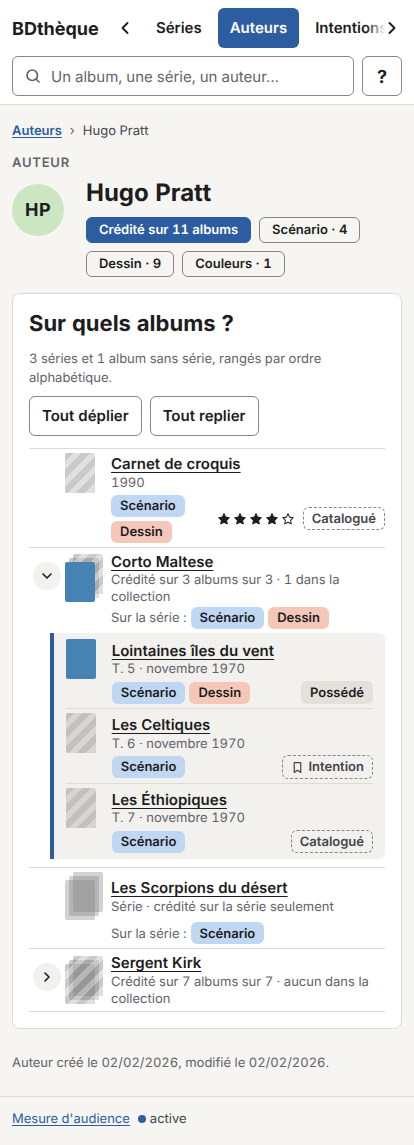 BDthèque
Séries
Auteurs
Intentions
Un album, une série, un auteur...
?
Auteurs › Hugo Pratt
AUTEUR
HP
Hugo Pratt
Crédité sur 11 albums
Scénario · 4
Dessin · 9
Couleurs · 1
Sur quels albums ?
3 séries et 1 album sans série, rangés par ordre
alphabétique.
Tout déplier
Tout replier
Carnet de croquis
1990
Scénario
Dessin
★★★★☆
Catalogué
Corto Maltese
Crédité sur 3 albums sur 3 · 1 dans la
collection
Sur la série : Scénario Dessin
Lointaines îles du vent
T. 5 · novembre 1970
Scénario Dessin Possédé
Les Celtiques
T. 6 · novembre 1970
Scénario Intention
Les Éthiopiques
T. 7 · novembre 1970
Scénario Catalogué
Les Scorpions du désert
Série · crédité sur la série seulement
Sur la série : Scénario
Sergent Kirk
Crédité sur 7 albums sur 7 · aucun dans la
collection
Auteur créé le 02/02/2026, modifié le 02/02/2026.
Mesure d'audience active